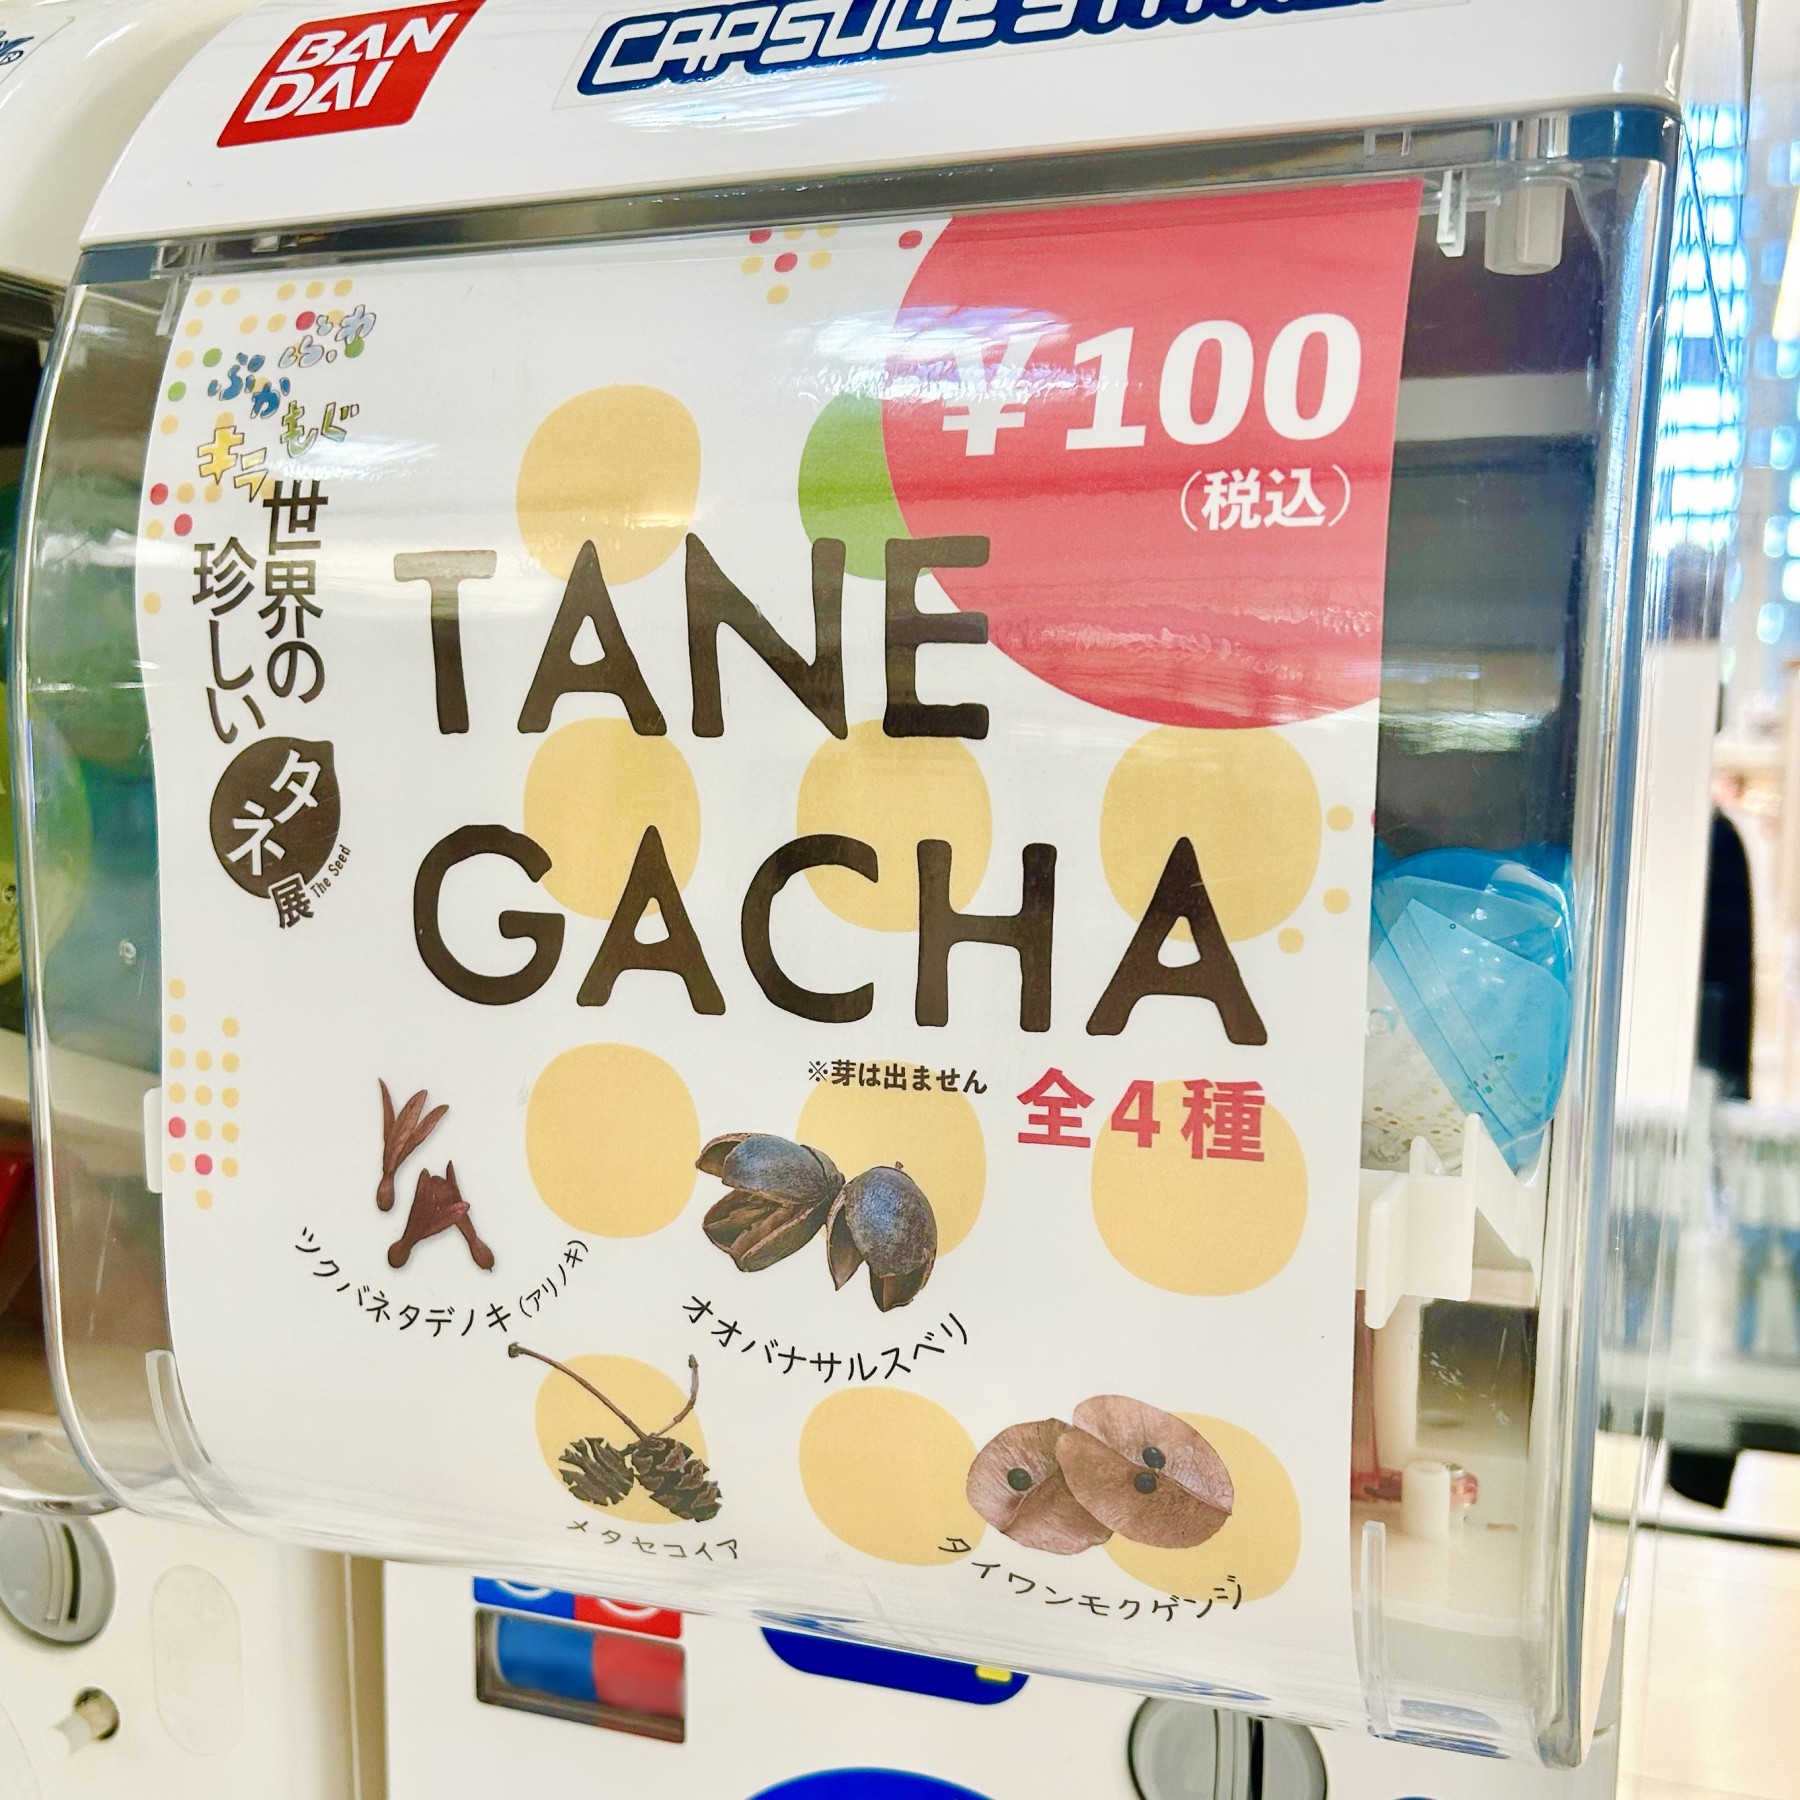 BAN
DAI
CAPSULE STATION
¥100
(税込)
ふわ
ふ
ぷか
もぐ
キラ
世界の
珍しい
タネ
展
The Seed
TANE
GACHA
※芽は出ません
全4種
ツクバネタデノキ(アリノキ)
オオバナサルスベリ
メタセコイア
タイワンモクゲンジ